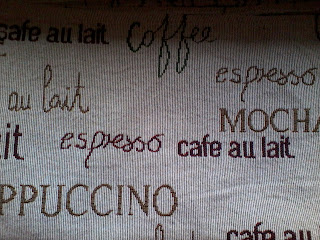 cafe au lait coffee
espresso
au lait
MOCHA
it espresso cafe au lait
PPUCCINO
cafe au